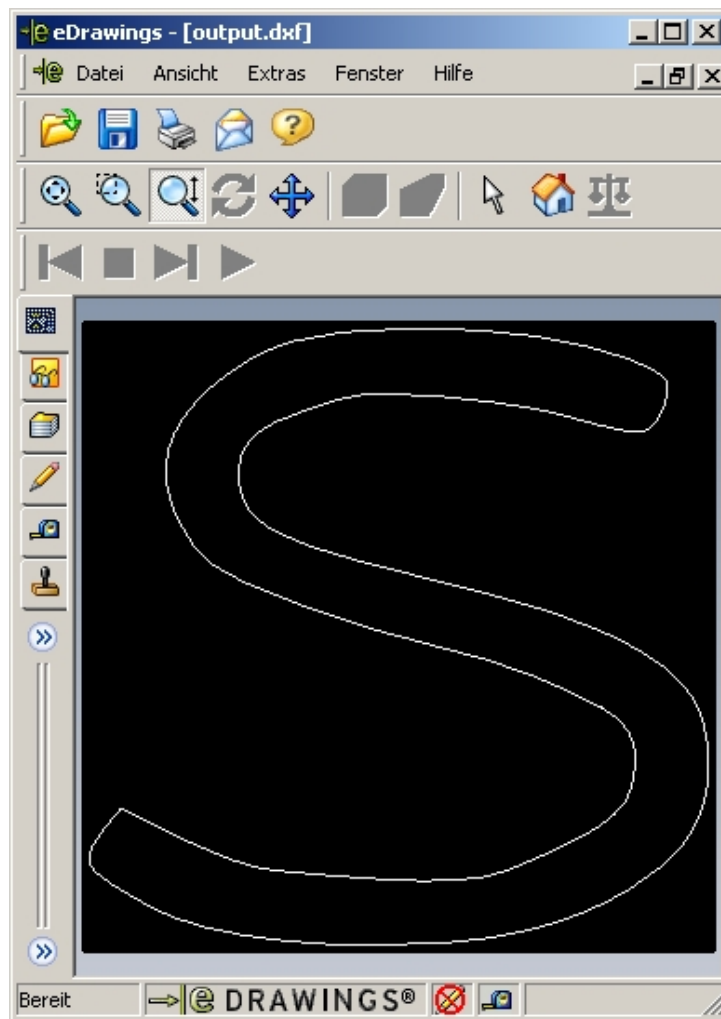 eDrawings - [output.dxf]
Datei Ansicht Extras Fenster Hilfe
S
Bereit e DRAWINGS®